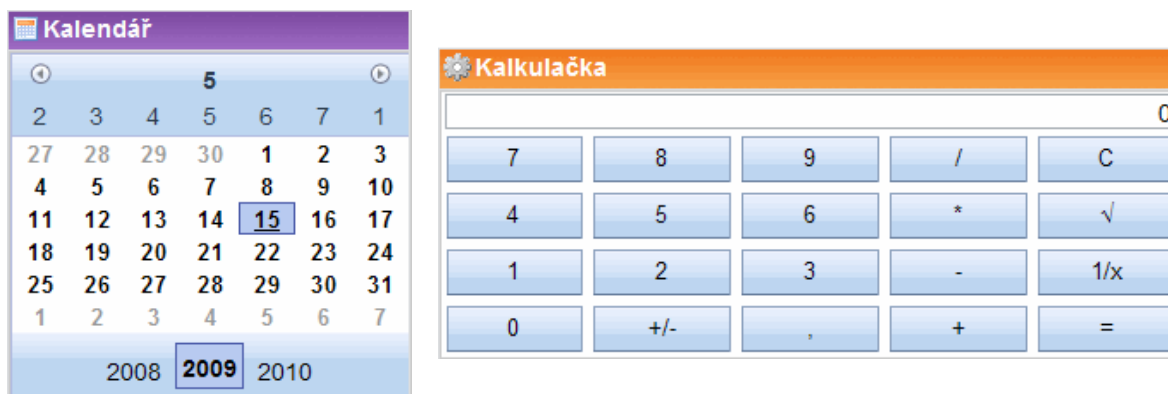 Kalendář
5
2 3 4 5 6 7 1
27 28 29 30 1 2 3
4 5 6 7 8 9 10
11 12 13 14 15 16 17
18 19 20 21 22 23 24
25 26 27 28 29 30 31
1 2 3 4 5 6 7
2008 2009 2010
Kalkulačka
0
7 8 9 / C
4 5 6 * √
1 2 3 - 1/x
0 +/- , + =